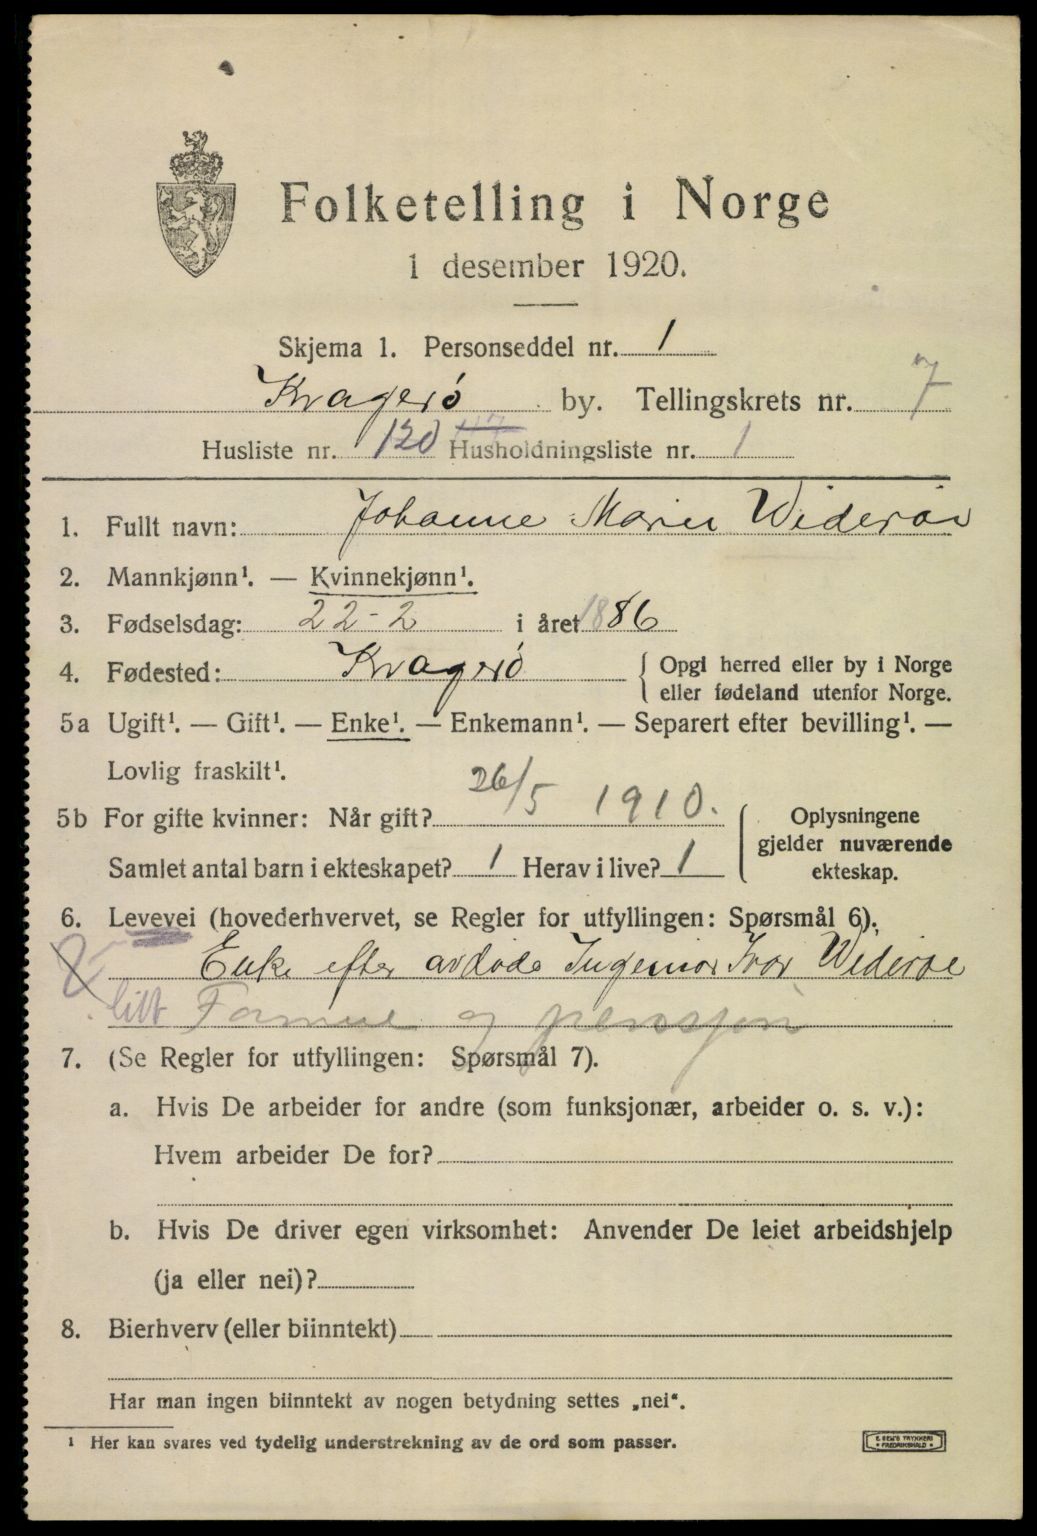 Folketelling i Norge
1 desember 1920.
Skjema 1. Personseddel nr. 1
Kragerø by. Tellingskrets nr. 7
Husliste nr. 120 Husholdningsliste nr. 1
1. Fullt navn: Johanne Marie Widerøe
2. Mannkjønn¹. — Kvinnekjønn¹.
3. Fødselsdag: 22-2 i året 1886
4. Fødested: Kragerø { Opgi herred eller by i Norge
eller fødeland utenfor Norge.
5a Ugift¹. — Gift¹. — Enke¹. — Enkemann¹. — Separert efter bevilling¹. —
Lovlig fraskilt¹.
5b For gifte kvinner: Når gift? 26/5 1910. { Oplysningene
gjelder nuværende
Samlet antal barn i ekteskapet? 1 Herav i live? 1 ekteskap.
6. Levevei (hovederhvervet, se Regler for utfyllingen: Spørsmål 6).
Enke efter avdøde Ingeniør Ivar Widerøe
litt Formue og pensjon
7. (Se Regler for utfyllingen: Spørsmål 7).
a. Hvis De arbeider for andre (som funksjonær, arbeider o. s. v.):
Hvem arbeider De for?
b. Hvis De driver egen virksomhet: Anvender De leiet arbeidshjelp
(ja eller nei)?
8. Bierhverv (eller biinntekt)
Har man ingen biinntekt av nogen betydning settes „nei“.
¹ Her kan svares ved tydelig understrekning av de ord som passer.
E. SEM'S TRYKKERI
FREDRIKSHALD